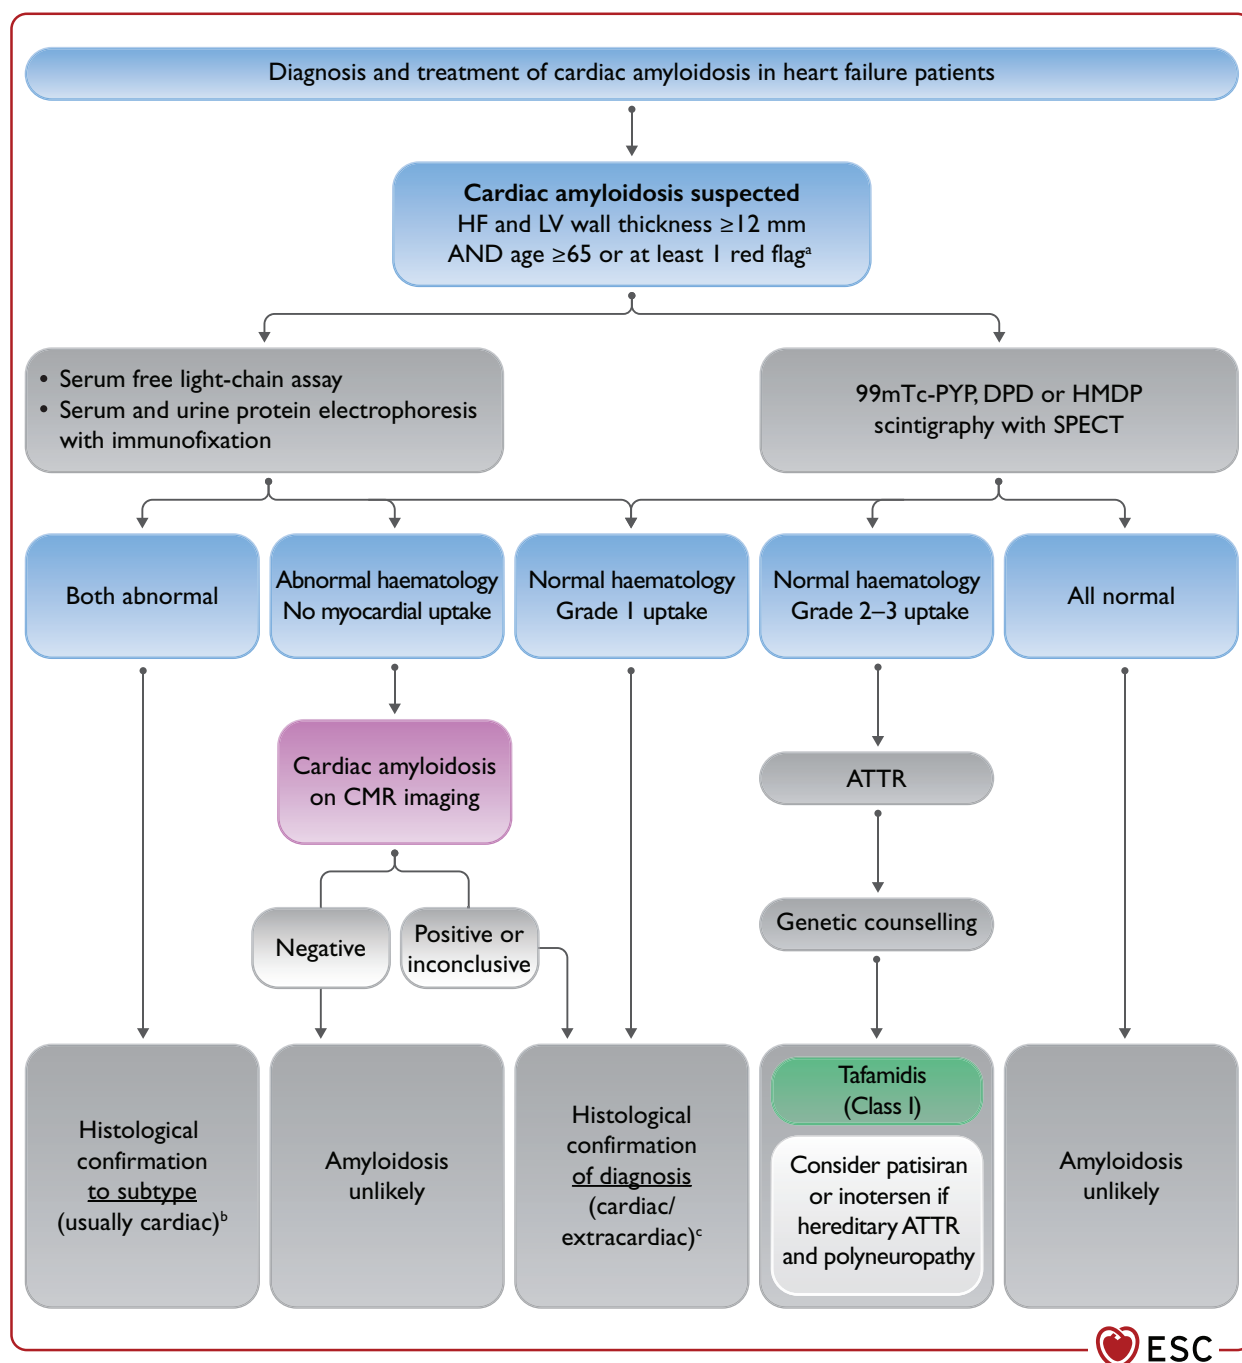 Diagnosis and treatment of cardiac amyloidosis in heart failure patients
Cardiac amyloidosis suspected
HF and LV wall thickness ≥12 mm
AND age ≥65 or at least 1 red flagᵃ
• Serum free light-chain assay
• Serum and urine protein electrophoresis
with immunofixation
99mTc-PYP, DPD or HMDP
scintigraphy with SPECT
Both abnormal
Abnormal haematology
No myocardial uptake
Normal haematology
Grade 1 uptake
Normal haematology
Grade 2–3 uptake
All normal
Cardiac amyloidosis
on CMR imaging
ATTR
Negative
Positive or
inconclusive
Genetic counselling
Histological
confirmation
to subtype
(usually cardiac)ᵇ
Amyloidosis
unlikely
Histological
confirmation
of diagnosis
(cardiac/
extracardiac)ᶜ
Tafamidis
(Class I)
Consider patisiran
or inotersen if
hereditary ATTR
and polyneuropathy
Amyloidosis
unlikely
ESC